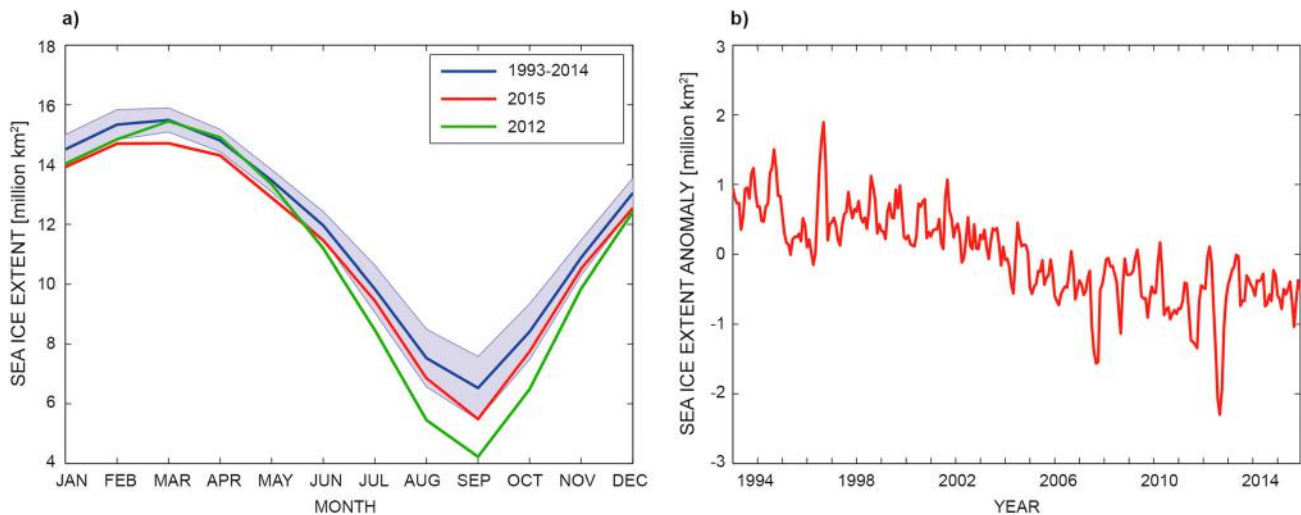 a)
SEA ICE EXTENT [million km²]
18
16
14
12
10
8
6
4
1993-2014
2015
2012
JAN FEB MAR APR MAY JUN JUL AUG SEP OCT NOV DEC
MONTH
b)
SEA ICE EXTENT ANOMALY [million km²]
3
2
1
0
-1
-2
-3
1994 1998 2002 2006 2010 2014
YEAR